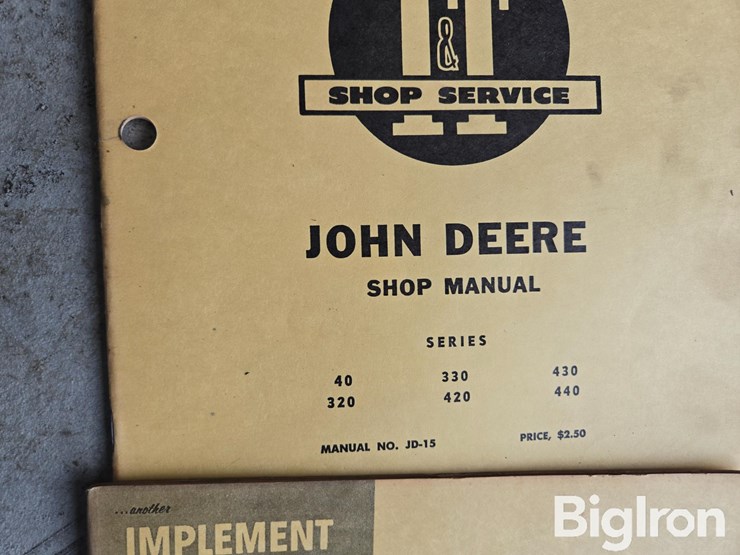 I&T
SHOP SERVICE
JOHN DEERE
SHOP MANUAL
SERIES
40 330 430
320 420 440
MANUAL NO. JD-15 PRICE, $2.50
...another
IMPLEMENT
BigIron